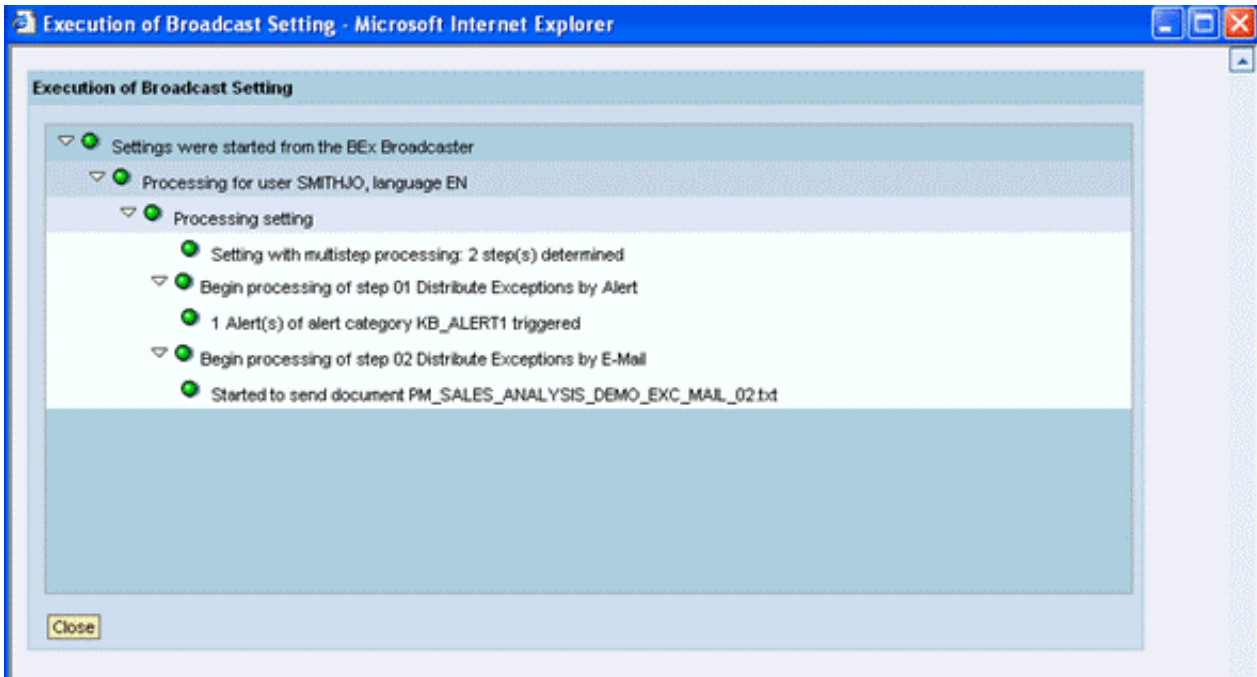 Execution of Broadcast Setting - Microsoft Internet Explorer
Execution of Broadcast Setting
Settings were started from the BEx Broadcaster
Processing for user SMITHJO, language EN
Processing setting
Setting with multistep processing: 2 step(s) determined
Begin processing of step 01 Distribute Exceptions by Alert
1 Alert(s) of alert category KB_ALERT1 triggered
Begin processing of step 02 Distribute Exceptions by E-Mail
Started to send document PM_SALES_ANALYSIS_DEMO_EXC_MAIL_02.txt
Close